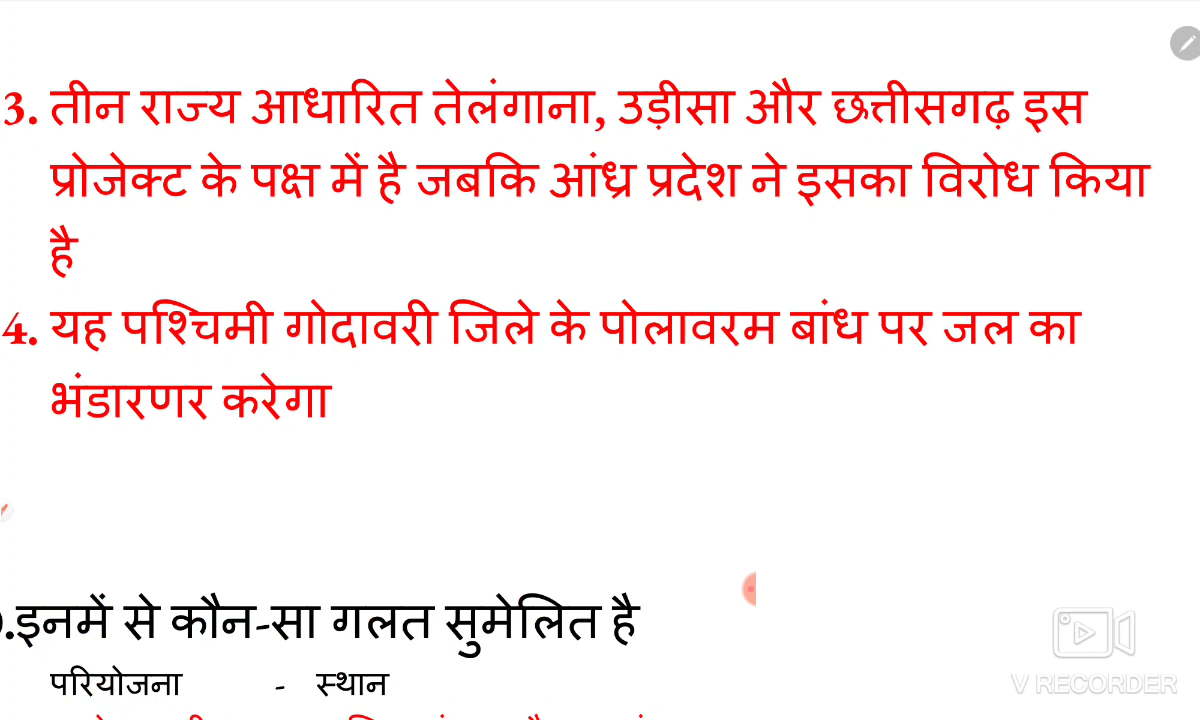 3. तीन राज्य आधारित तेलंगाना, उड़ीसा और छत्तीसगढ़ इस
प्रोजेक्ट के पक्ष में है जबकि आंध्र प्रदेश ने इसका विरोध किया
है
4. यह पश्चिमी गोदावरी जिले के पोलावरम बांध पर जल का
भंडारणर करेगा
.इनमें से कौन-सा गलत सुमेलित है
परियोजना - स्थान
V RECORDER